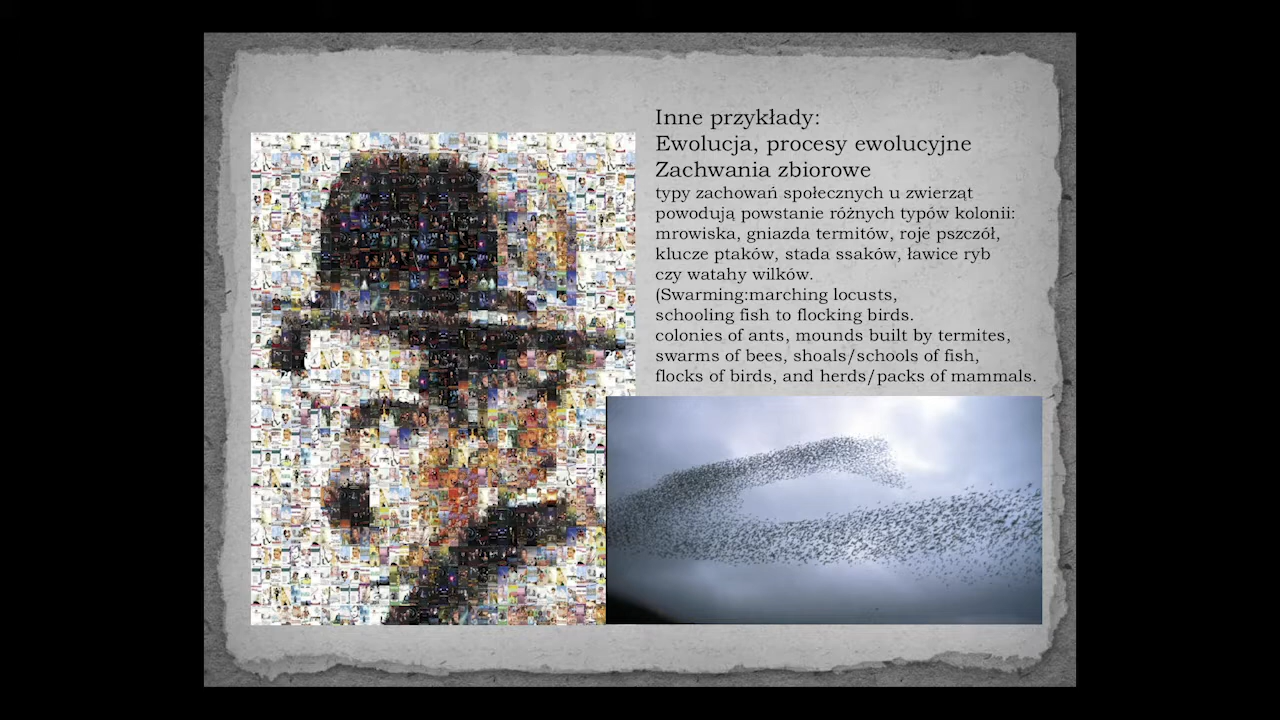 Inne przykłady:
Ewolucja, procesy ewolucyjne
Zachwania zbiorowe
typy zachowań społecznych u zwierząt
powodują powstanie różnych typów kolonii:
mrowiska, gniazda termitów, roje pszczół,
klucze ptaków, stada ssaków, ławice ryb
czy watahy wilków.
(Swarming:marching locusts,
schooling fish to flocking birds.
colonies of ants, mounds built by termites,
swarms of bees, shoals/schools of fish,
flocks of birds, and herds/packs of mammals.